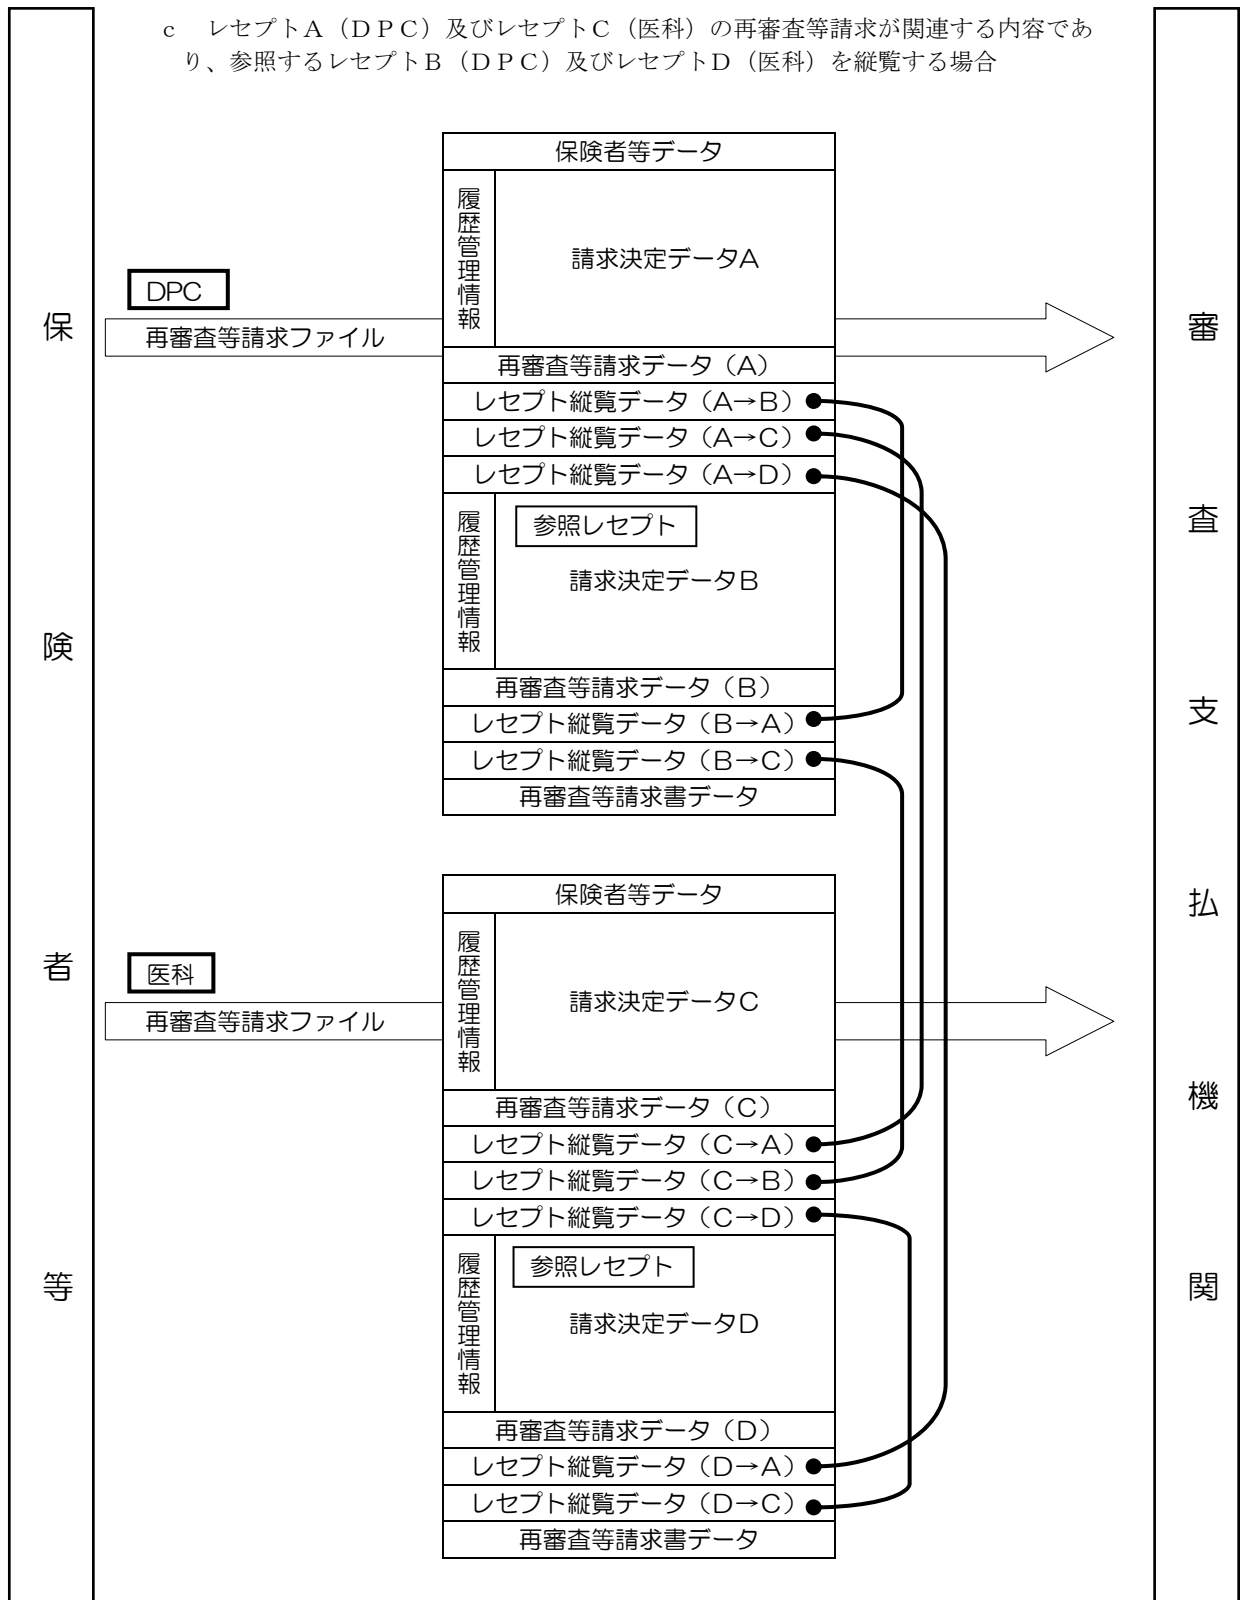 c　レセプトA（DPC）及びレセプトC（医科）の再審査等請求が関連する内容であ
り、参照するレセプトB（DPC）及びレセプトD（医科）を縦覧する場合
保険者等
DPC
再審査等請求ファイル
保険者等データ
履歴管理情報
請求決定データA
再審査等請求データ（A）
レセプト縦覧データ（A→B）
レセプト縦覧データ（A→C）
レセプト縦覧データ（A→D）
履歴管理情報
参照レセプト
請求決定データB
再審査等請求データ（B）
レセプト縦覧データ（B→A）
レセプト縦覧データ（B→C）
再審査等請求書データ
医科
再審査等請求ファイル
保険者等データ
履歴管理情報
請求決定データC
再審査等請求データ（C）
レセプト縦覧データ（C→A）
レセプト縦覧データ（C→B）
レセプト縦覧データ（C→D）
履歴管理情報
参照レセプト
請求決定データD
再審査等請求データ（D）
レセプト縦覧データ（D→A）
レセプト縦覧データ（D→C）
再審査等請求書データ
審査支払機関